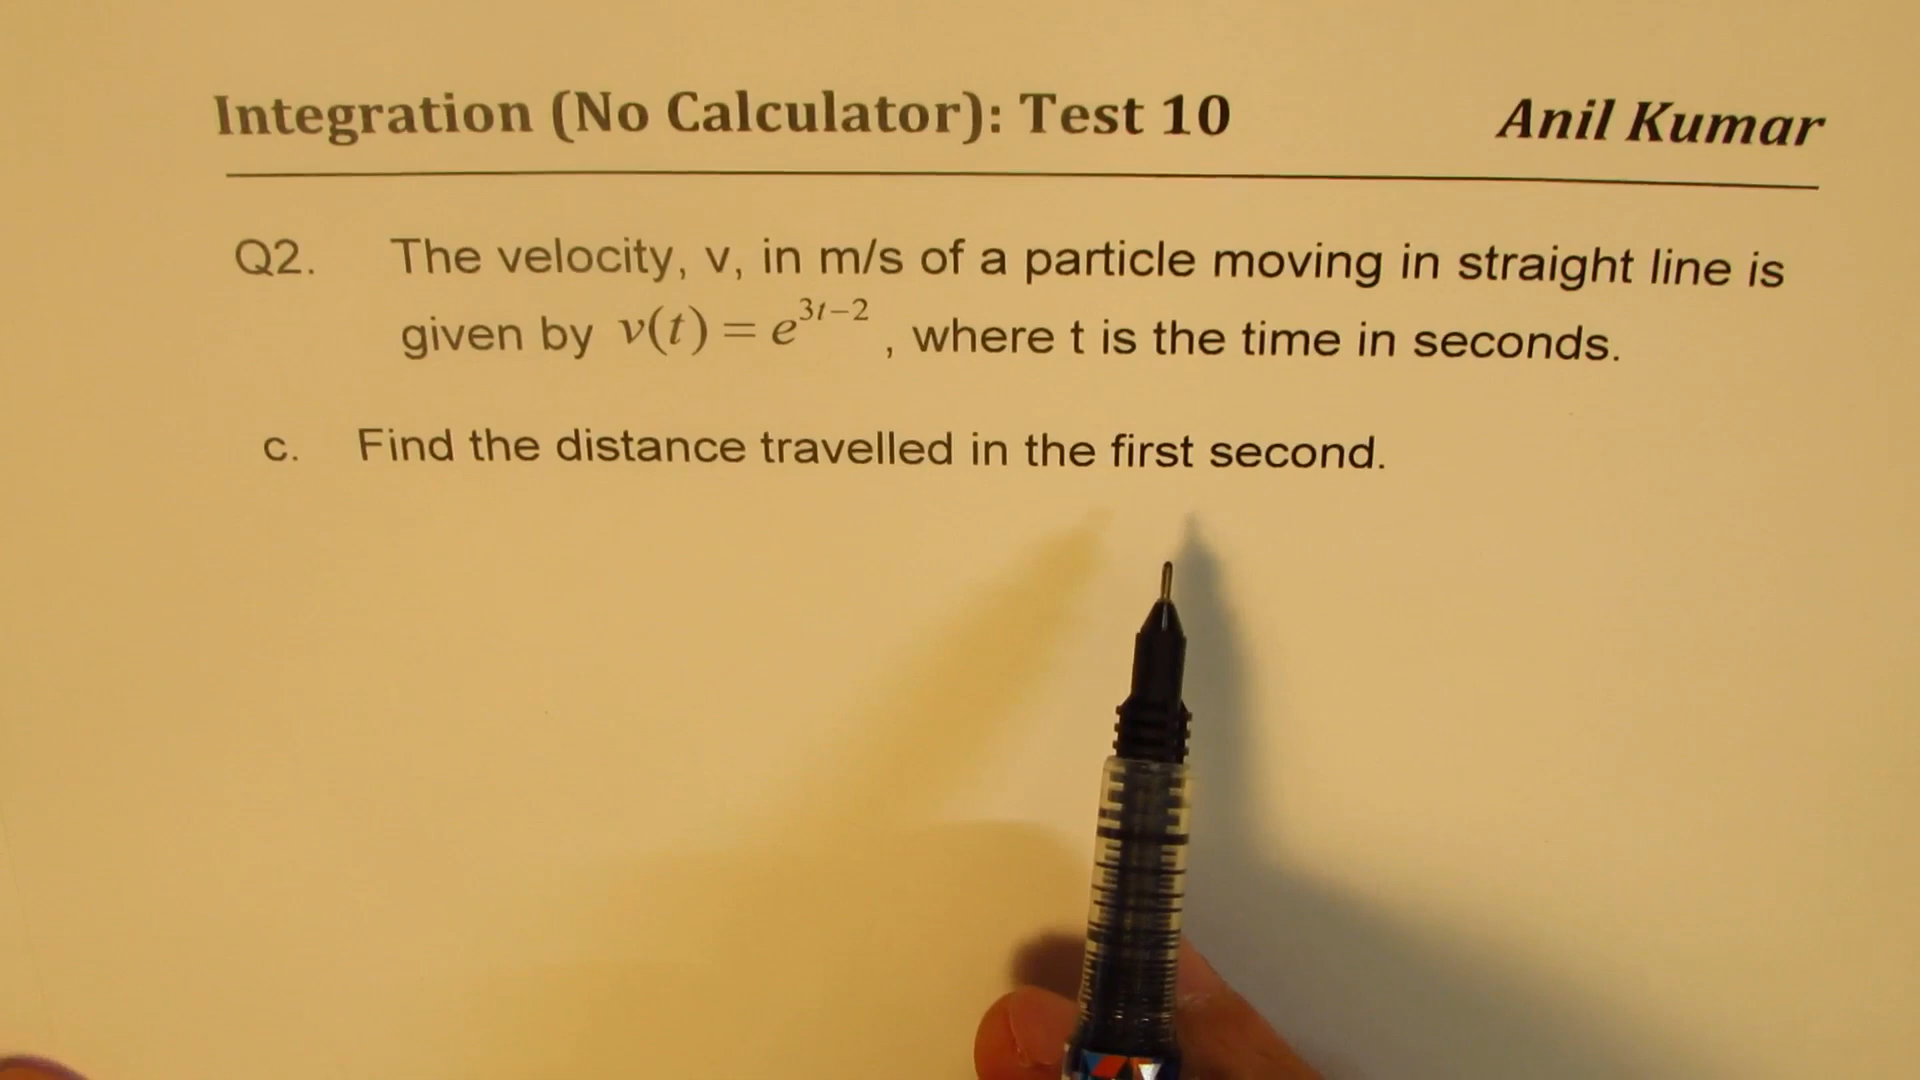 Integration (No Calculator): Test 10 Anil Kumar
Q2. The velocity, v, in m/s of a particle moving in straight line is
given by v(t) = e^{3t−2} , where t is the time in seconds.
c. Find the distance travelled in the first second.